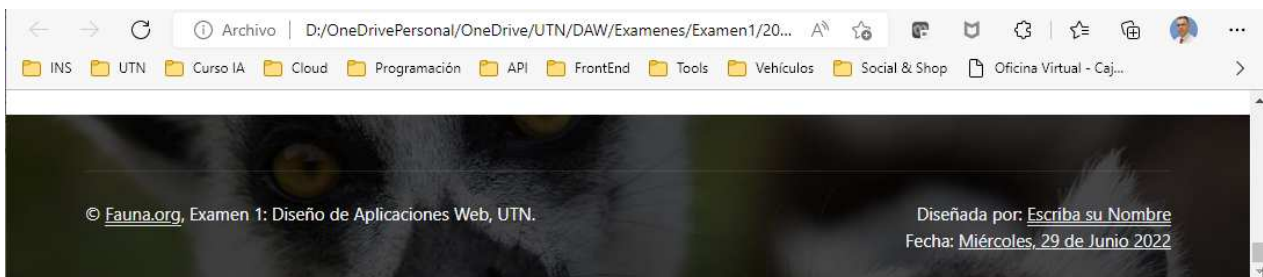 Archivo | D:/OneDrivePersonal/OneDrive/UTN/DAW/Examenes/Examen1/20... A
INS UTN Curso IA Cloud Programación API FrontEnd Tools Vehículos Social & Shop Oficina Virtual - Caj...
© Fauna.org, Examen 1: Diseño de Aplicaciones Web, UTN.
Diseñada por: Escriba su Nombre
Fecha: Miércoles, 29 de Junio 2022